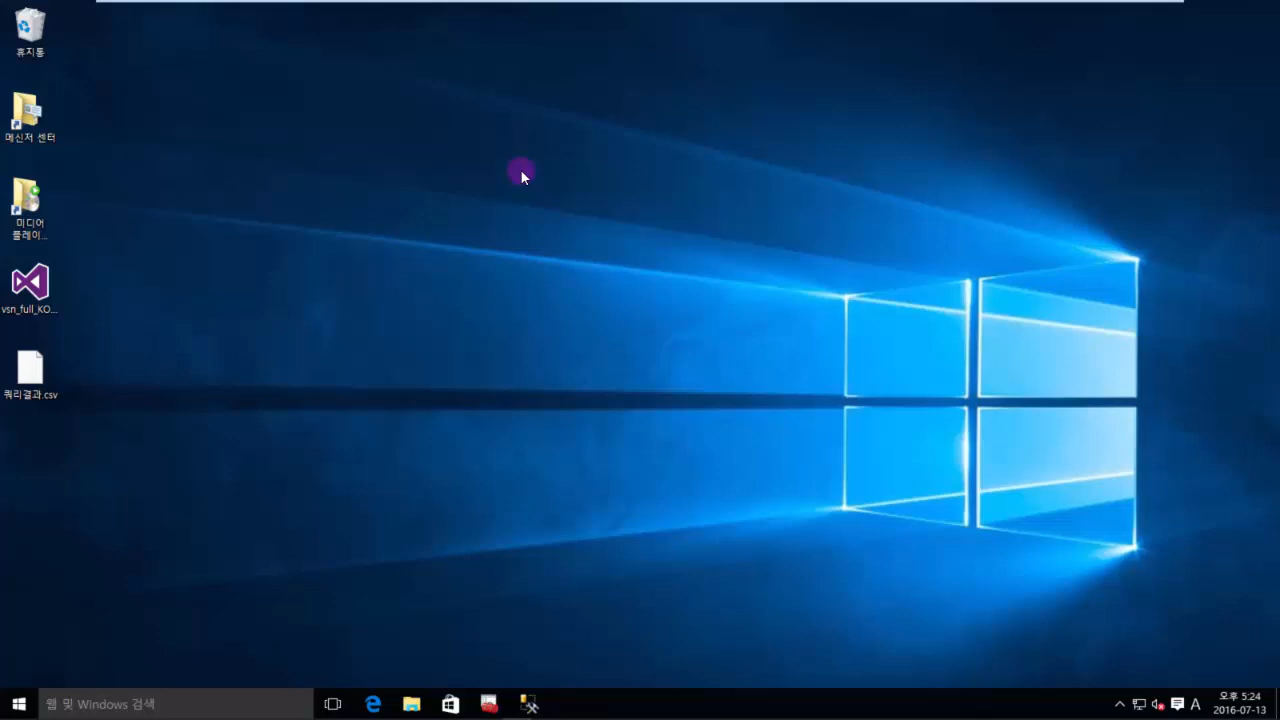 휴지통
메신저 센터
미디어
플레이...
vsn_full_KO...
쿼리결과.csv
웹 및 Windows 검색
A
오후 5:24
2016-07-13